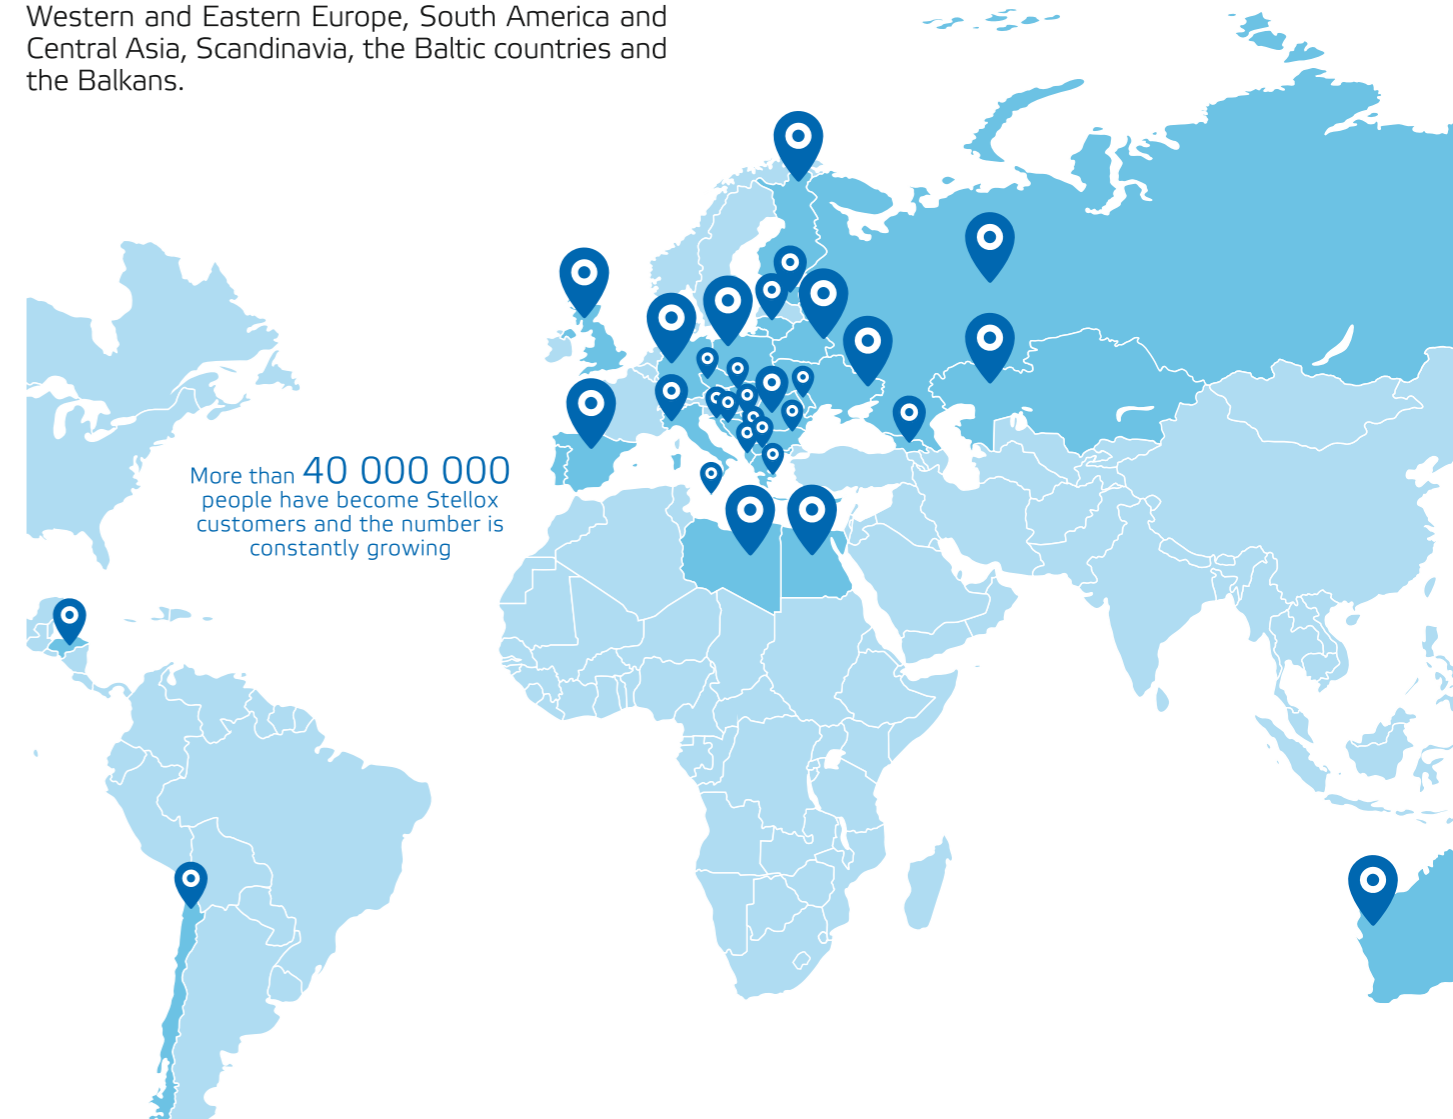 Western and Eastern Europe, South America and
Central Asia, Scandinavia, the Baltic countries and
the Balkans.
More than 40 000 000
people have become Stellox
customers and the number is
constantly growing